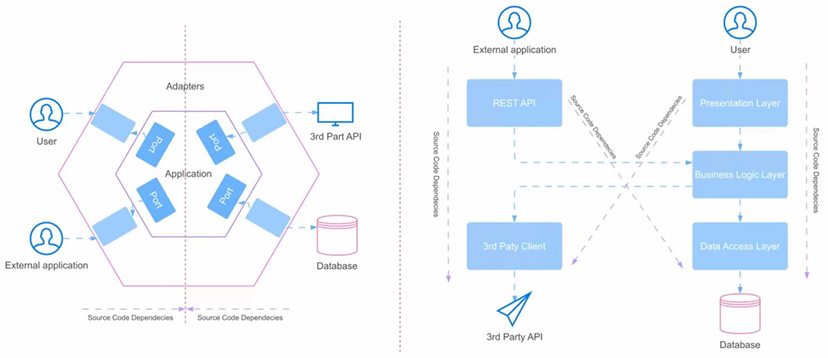 Adapters
User
Port
Port
3rd Part API
Application
Port
Port
External application
Database
Source Code Dependecies
Source Code Dependecies
External application
User
REST API
Presentation Layer
Source Code Dependecies
Source Code Dependecies
Source Code Dependecies
Source Code Dependecies
Business Logic Layer
3rd Paty Client
Data Access Layer
3rd Party API
Database